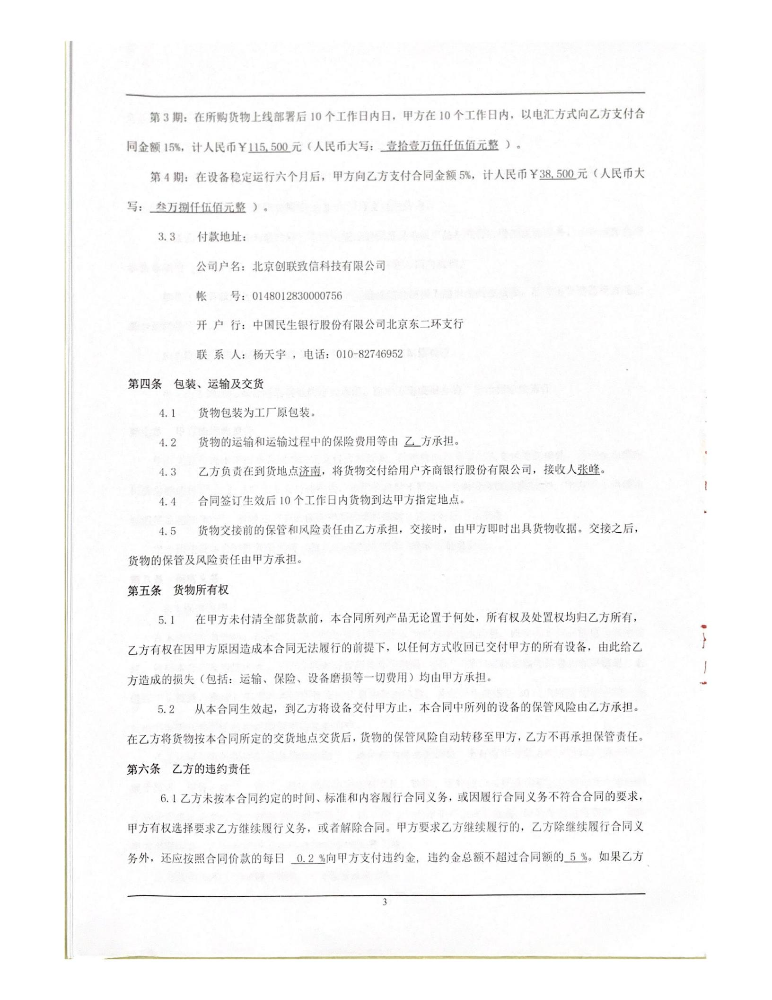 第3期：在所购货物上线部署后10个工作日内日，甲方在10个工作日内，以电汇方式向乙方支付合
同金额15%，计人民币￥115,500元（人民币大写： 壹拾壹万伍仟伍佰元整 ）。
第4期：在设备稳定运行六个月后，甲方向乙方支付合同金额5%，计人民币￥38,500元（人民币大
写： 叁万捌仟伍佰元整 ）。
3.3 付款地址：
公司户名：北京创联致信科技有限公司
帐 号：0148012830000756
开 户 行：中国民生银行股份有限公司北京东二环支行
联 系 人：杨天宇 ，电话：010-82746952
第四条 包装、运输及交货
4.1 货物包装为工厂原包装。
4.2 货物的运输和运输过程中的保险费用等由 乙 方承担。
4.3 乙方负责在到货地点济南，将货物交付给用户齐商银行股份有限公司，接收人张峰。
4.4 合同签订生效后10个工作日内货物到达甲方指定地点。
4.5 货物交接前的保管和风险责任由乙方承担，交接时，由甲方即时出具货物收据。交接之后，
货物的保管及风险责任由甲方承担。
第五条 货物所有权
5.1 在甲方未付清全部货款前，本合同所列产品无论置于何处，所有权及处置权均归乙方所有，
乙方有权在因甲方原因造成本合同无法履行的前提下，以任何方式收回已交付甲方的所有设备，由此给乙
方造成的损失（包括：运输、保险、设备磨损等一切费用）均由甲方承担。
5.2 从本合同生效起，到乙方将设备交付甲方止，本合同中所列的设备的保管风险由乙方承担。
在乙方将货物按本合同所定的交货地点交货后，货物的保管风险自动转移至甲方，乙方不再承担保管责任。
第六条 乙方的违约责任
6.1乙方未按本合同约定的时间、标准和内容履行合同义务，或因履行合同义务不符合合同的要求，
甲方有权选择要求乙方继续履行义务，或者解除合同。甲方要求乙方继续履行的，乙方除继续履行合同义
务外，还应按照合同价款的每日 0.2 %向甲方支付违约金，违约金总额不超过合同额的 5 %。如果乙方
3